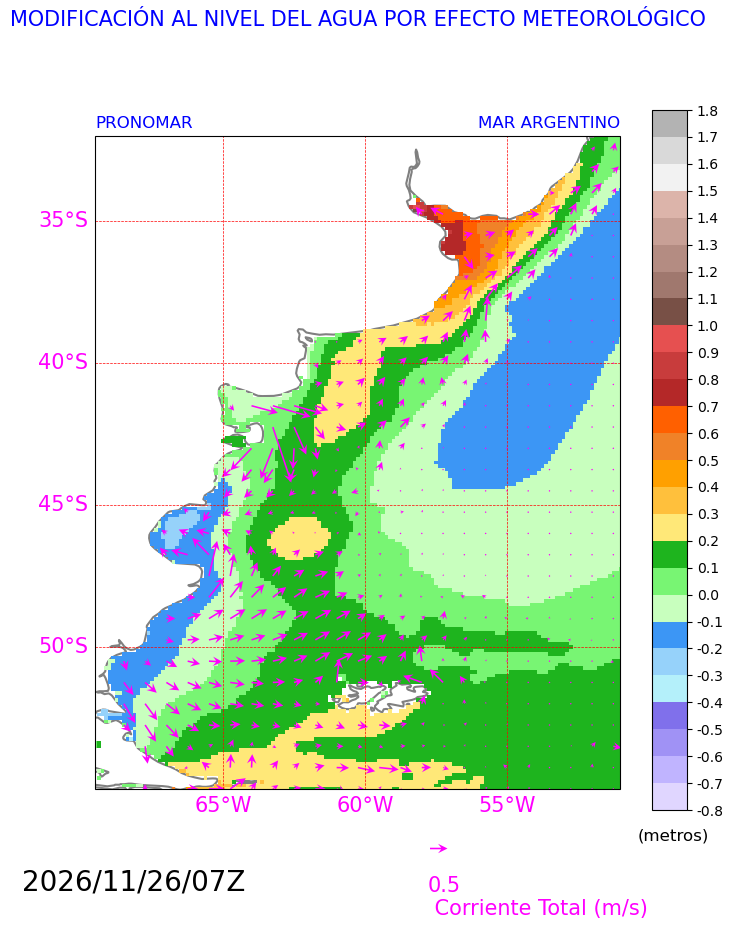 MODIFICACIÓN AL NIVEL DEL AGUA POR EFECTO METEOROLÓGICO
PRONOMAR
MAR ARGENTINO
35°S
40°S
45°S
50°S
65°W
60°W
55°W
1.8
1.7
1.6
1.5
1.4
1.3
1.2
1.1
1.0
0.9
0.8
0.7
0.6
0.5
0.4
0.3
0.2
0.1
0.0
-0.1
-0.2
-0.3
-0.4
-0.5
-0.6
-0.7
-0.8
(metros)
2026/11/26/07Z
0.5
Corriente Total (m/s)